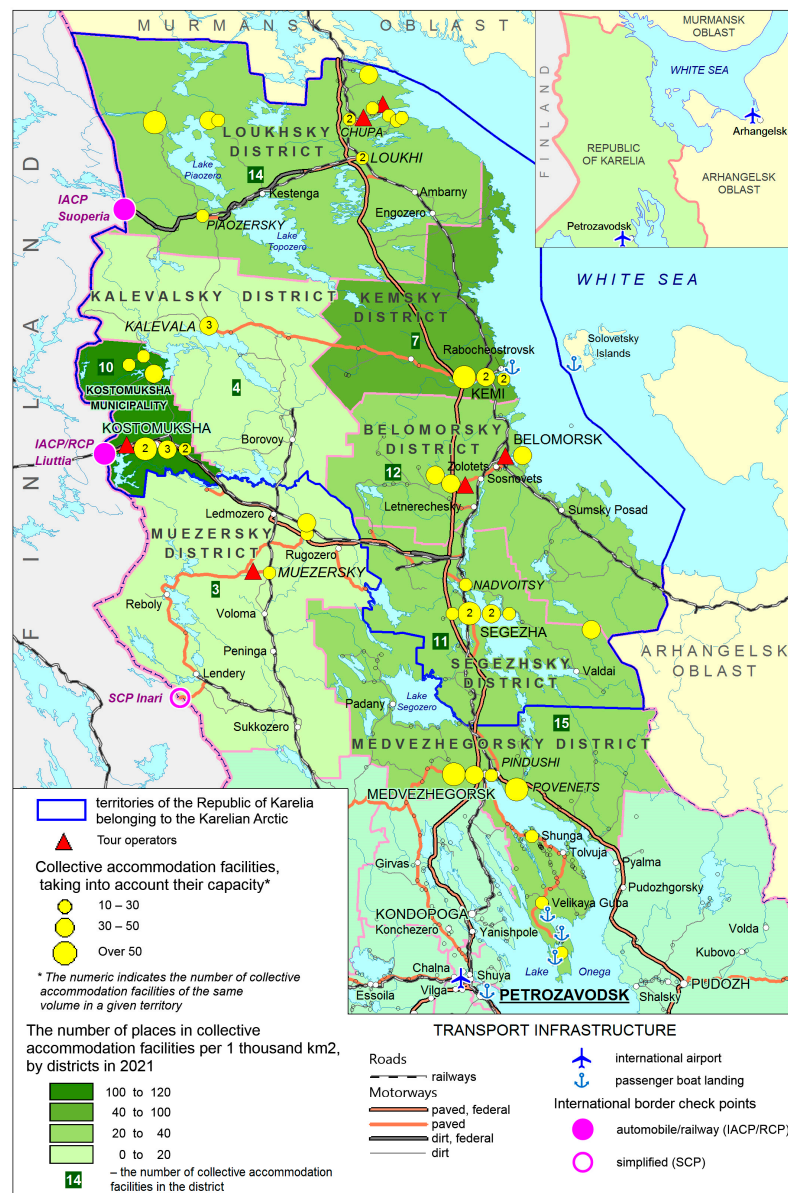 MURMANSK OBLAST
MURMANSK
OBLAST
WHITE SEA
FINLAND
Arhangelsk
REPUBLIC
OF KARELIA
ARHANGELSK
OBLAST
Petrozavodsk
FINLAND
2
CHUPA
LOUKHSKY
DISTRICT
2
LOUKHI
Lake
Piaozero
14
Kestenga
Ambarny
IACP
Suoperia
PIAOZERSKY
Engozero
Lake
Topozero
WHITE SEA
KALEVALSKY DISTRICT
KEMSKY
DISTRICT
KALEVALA
3
7
Rabocheostrovsk
Solovetsky
Islands
10
KOSTOMUKSHA
MUNICIPALITY
4
2
2
KEMI
KOSTOMUKSHA
BELOMORSKY
DISTRICT
BELOMORSK
IACP/RCP
Liuttia
2
3
2
Borovoy
12
Zolotets
Sosnovets
Letnerechesky
Sumsky Posad
Ledmozero
MUEZERSKY
DISTRICT
Rugozero
MUEZERSKY
NADVOITSY
3
Reboly
Voloma
2
2
SEGEZHA
11
Peninga
SEGEZHSKY
DISTRICT
Valdai
ARHANGELSK
OBLAST
Lendery
SCP Inari
Padany
Lake
Segozero
Sukkozero
15
MEDVEZHEGORSKY DISTRICT
PINDUSHI
MEDVEZHEGORSK
POVENETS
Shunga
Tolvuja
Girvas
Pyalma
Pudozhgorsky
Velikaya Guba
KONDOPOGA
Konchezero
Yanishpole
Volda
Kubovo
Chalna
Shuya
Lake Onega
PUDOZH
Essoila
Vilga
PETROZAVODSK
Shalsky
territories of the Republic of Karelia
belonging to the Karelian Arctic
Tour operators
Collective accommodation facilities,
taking into account their capacity*
10 – 30
30 – 50
Over 50
* The numeric indicates the number of collective
accommodation facilities of the same
volume in a given territory
The number of places in collective
accommodation facilities per 1 thousand km2,
by districts in 2021
100 to 120
40 to 100
20 to 40
0 to 20
14 – the number of collective accommodation
facilities in the district
TRANSPORT INFRASTRUCTURE
Roads
railways
Motorways
paved, federal
paved
dirt, federal
dirt
international airport
passenger boat landing
International border check points
automobile/railway (IACP/RCP)
simplified (SCP)